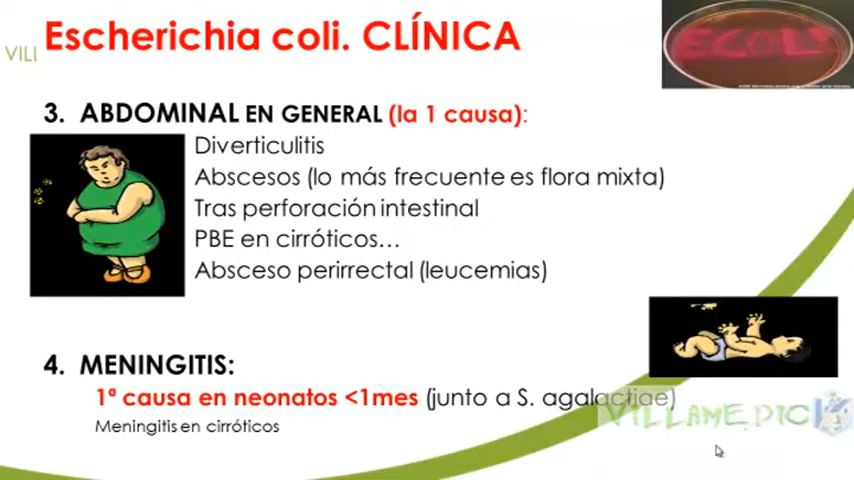 Escherichia coli. CLÍNICA
VILL
ECOLI
3. ABDOMINAL EN GENERAL (la 1 causa):
Diverticulitis
Abscesos (lo más frecuente es flora mixta)
Tras perforación intestinal
PBE en cirróticos...
Absceso perirrectal (leucemias)
4. MENINGITIS:
1ª causa en neonatos <1mes (junto a S. agalactiae)
VILLAMEDIC
Meningitis en cirróticos